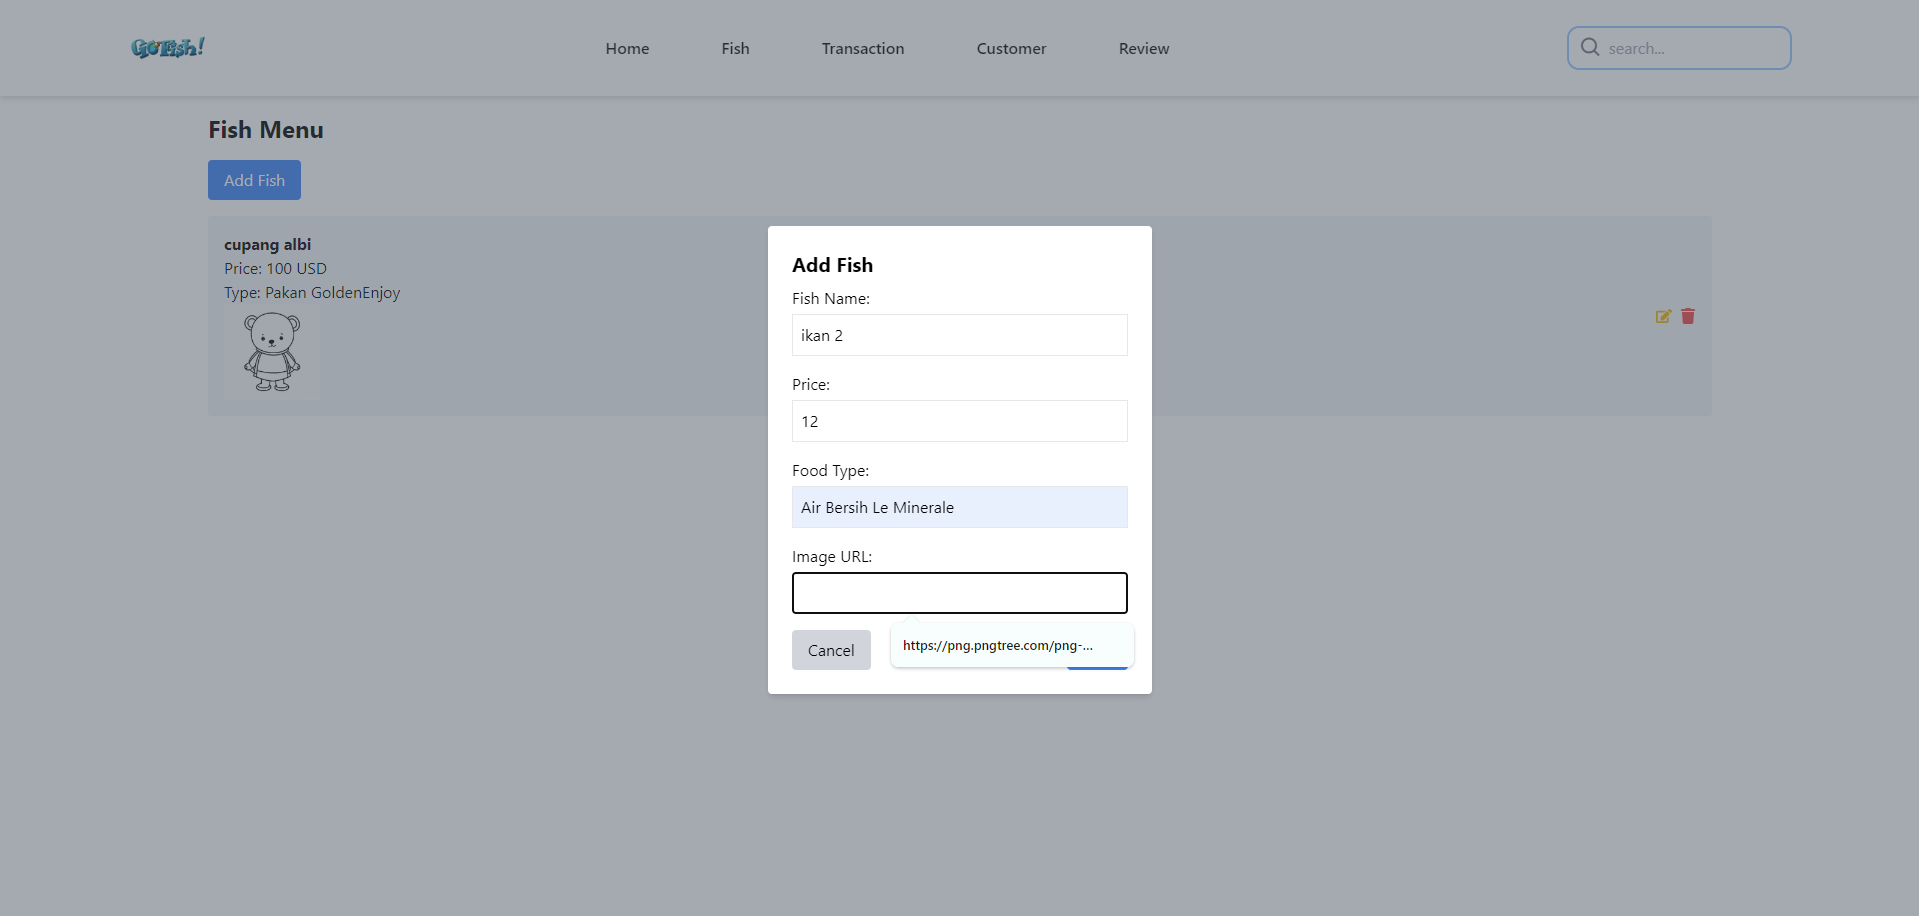 Go Fish!
Home
Fish
Transaction
Customer
Review
search...
Fish Menu
Add Fish
cupang albi
Price: 100 USD
Type: Pakan GoldenEnjoy
Add Fish
Fish Name:
ikan 2
Price:
12
Food Type:
Air Bersih Le Minerale
Image URL:
https://png.pngtree.com/png-...
Cancel